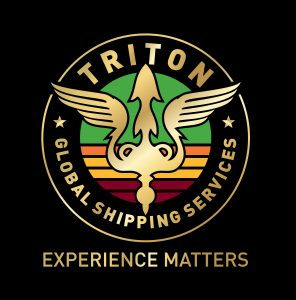 TRITON
GLOBAL SHIPPING SERVICES
EXPERIENCE MATTERS